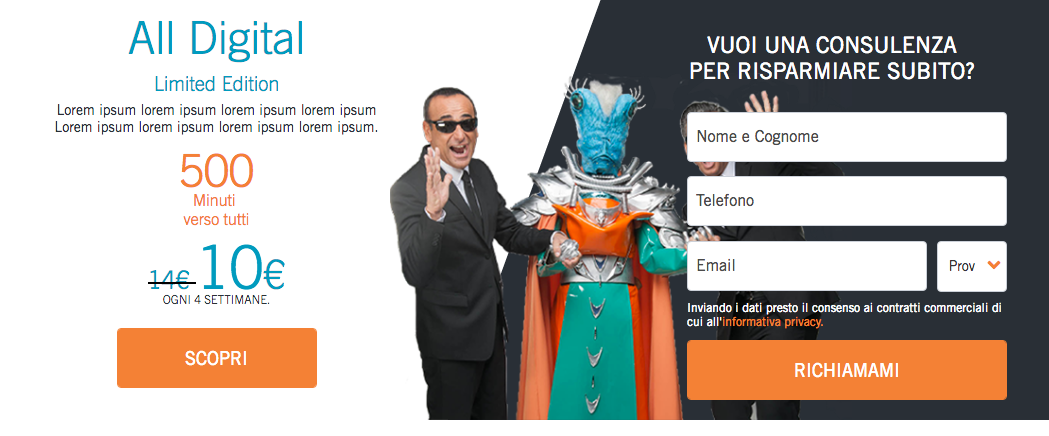 All Digital
Limited Edition
Lorem ipsum lorem ipsum lorem ipsum lorem ipsum
Lorem ipsum lorem ipsum lorem ipsum lorem ipsum.
500
Minuti
verso tutti
14€ 10€
OGNI 4 SETTIMANE.
SCOPRI
VUOI UNA CONSULENZA
PER RISPARMIARE SUBITO?
Nome e Cognome
Telefono
Email
Prov
Inviando i dati presto il consenso ai contratti commerciali di
cui all'informativa privacy.
RICHIAMAMI